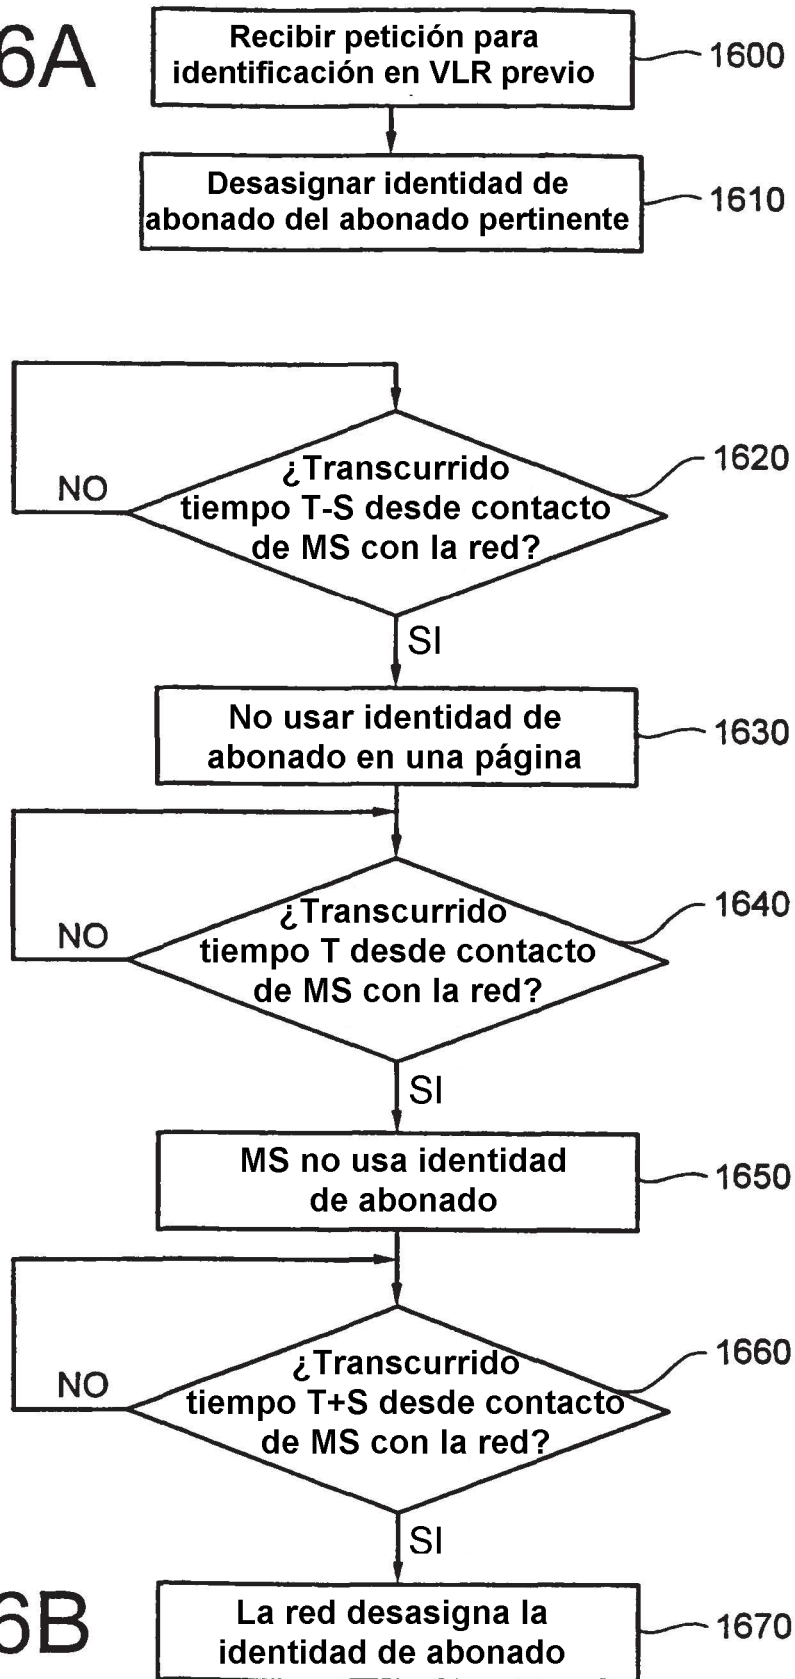 6A
Recibir petición para
identificación en VLR previo
1600
Desasignar identidad de
abonado del abonado pertinente
1610
¿Transcurrido
tiempo T-S desde contacto
de MS con la red?
1620
NO
SI
No usar identidad de
abonado en una página
1630
¿Transcurrido
tiempo T desde contacto
de MS con la red?
1640
NO
SI
MS no usa identidad
de abonado
1650
¿Transcurrido
tiempo T+S desde contacto
de MS con la red?
1660
NO
SI
6B
La red desasigna la
identidad de abonado
1670